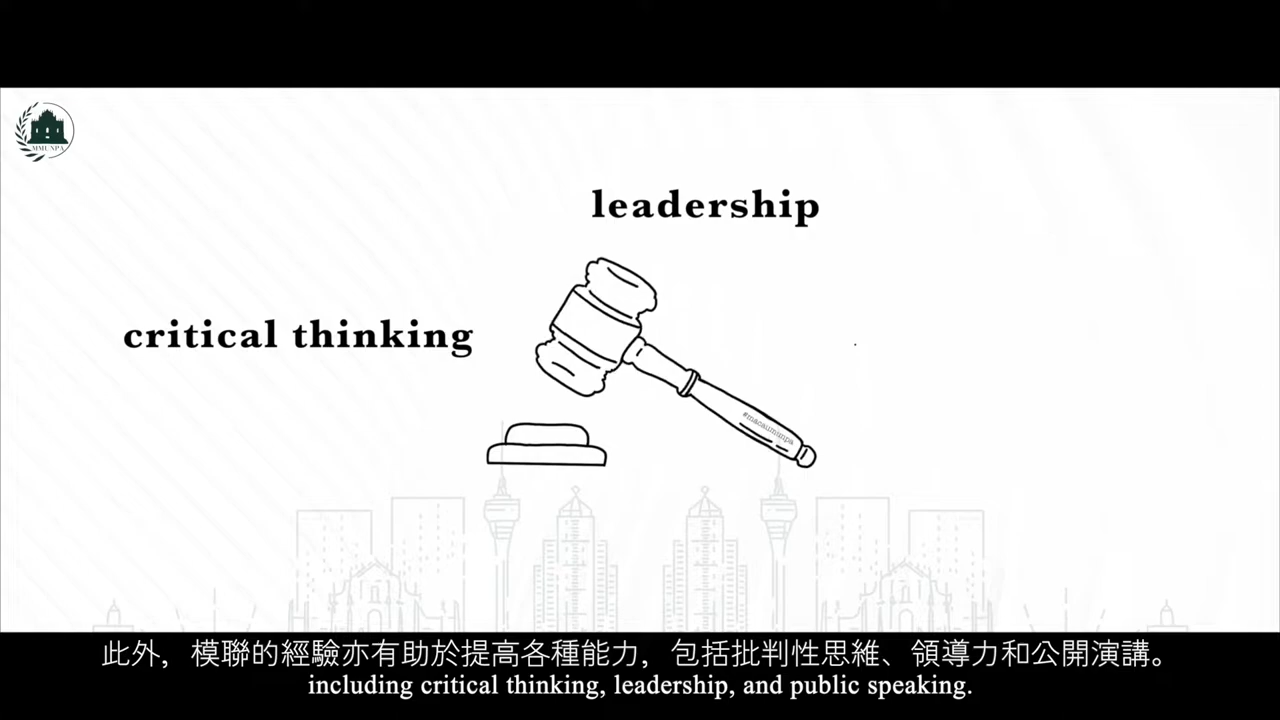 MMUNPA
leadership
critical thinking
#macaumunpa
此外，模聯的經驗亦有助於提高各種能力，包括批判性思維、領導力和公開演講。
including critical thinking, leadership, and public speaking.